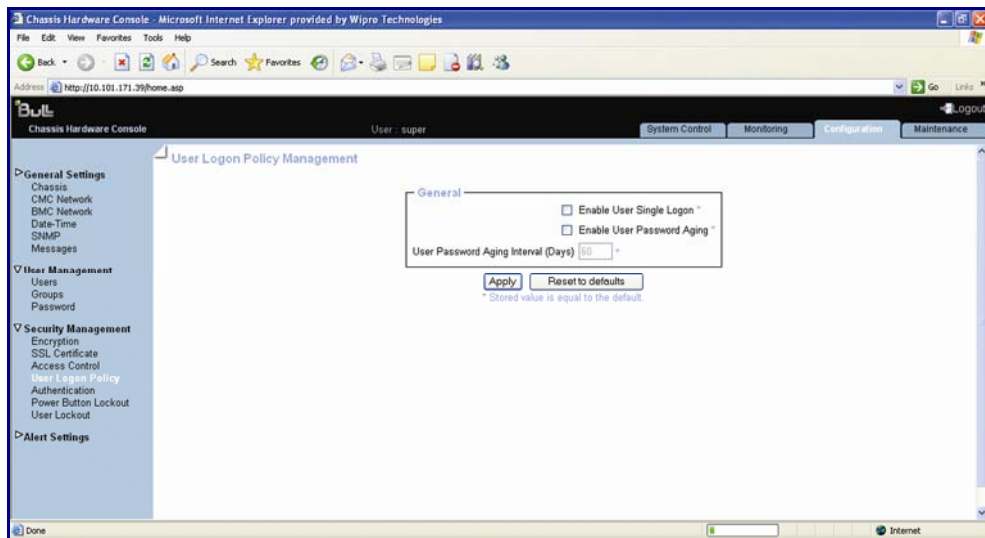 Chassis Hardware Console - Microsoft Internet Explorer provided by Wipro Technologies
File Edit View Favorites Tools Help
Back Search Favorites
Address http://10.101.171.39/home.asp Go Links »
Bull Logout
Chassis Hardware Console User : super System Control Monitoring Configuration Maintenance
User Logon Policy Management
General Settings
Chassis
CMC Network
BMC Network
Date-Time
SNMP
Messages
User Management
Users
Groups
Password
Security Management
Encryption
SSL Certificate
Access Control
User Logon Policy
Authentication
Power Button Lockout
User Lockout
Alert Settings
General
Enable User Single Logon *
Enable User Password Aging *
User Password Aging Interval (Days) 60 *
Apply Reset to defaults
* Stored value is equal to the default.
Done Internet